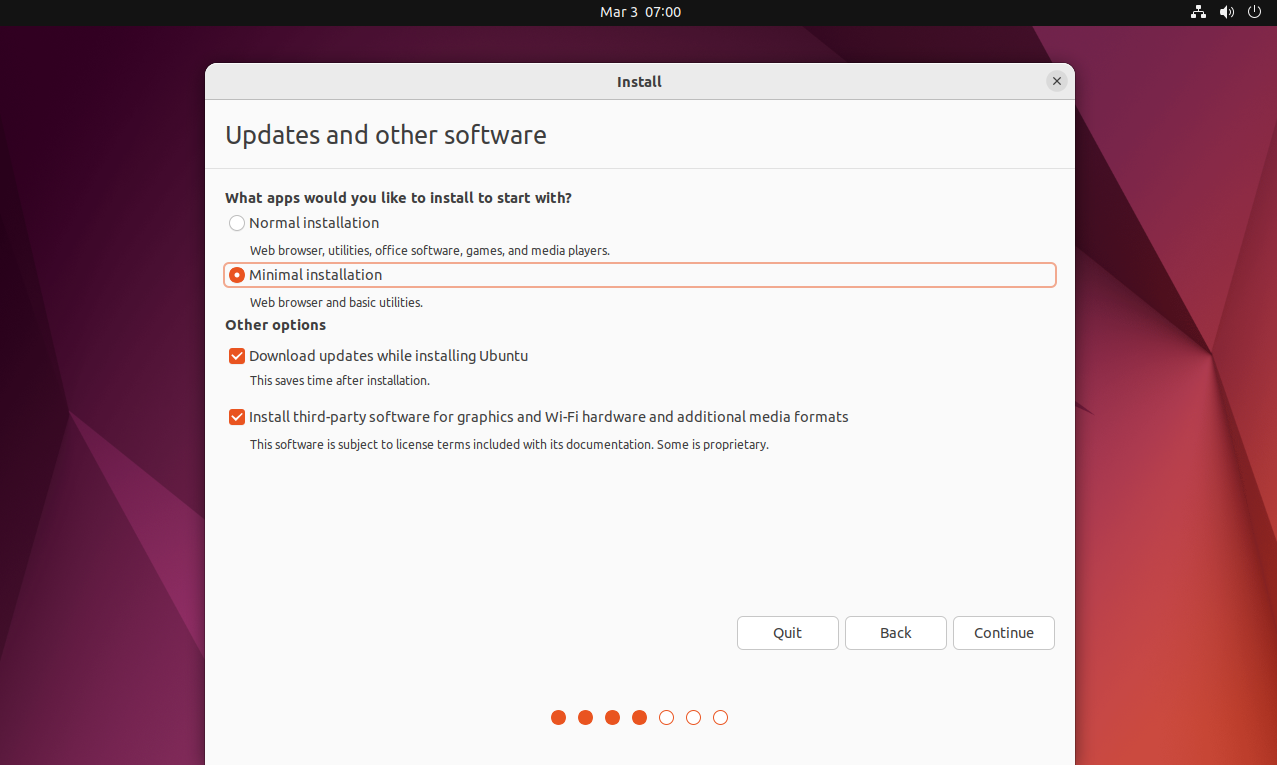 Mar 3 07:00
Install
Updates and other software
What apps would you like to install to start with?
Normal installation
Web browser, utilities, office software, games, and media players.
Minimal installation
Web browser and basic utilities.
Other options
Download updates while installing Ubuntu
This saves time after installation.
Install third-party software for graphics and Wi-Fi hardware and additional media formats
This software is subject to license terms included with its documentation. Some is proprietary.
Quit Back Continue